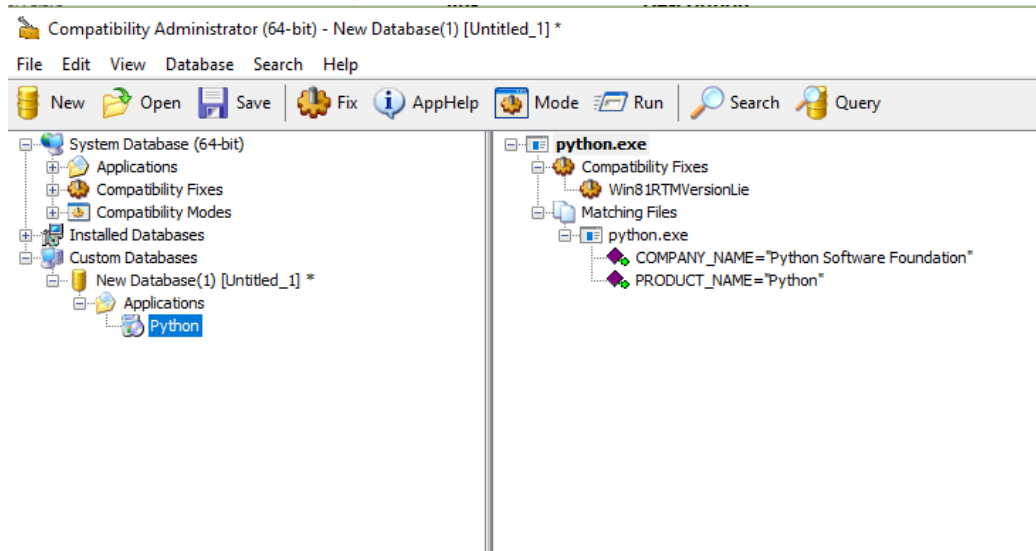 Compatibility Administrator (64-bit) - New Database(1) [Untitled_1] *
File Edit View Database Search Help
New Open Save Fix AppHelp Mode Run Search Query
System Database (64-bit)
Applications
Compatibility Fixes
Compatibility Modes
Installed Databases
Custom Databases
New Database(1) [Untitled_1] *
Applications
Python
python.exe
Compatibility Fixes
Win81RTMVersionLie
Matching Files
python.exe
COMPANY_NAME="Python Software Foundation"
PRODUCT_NAME="Python"